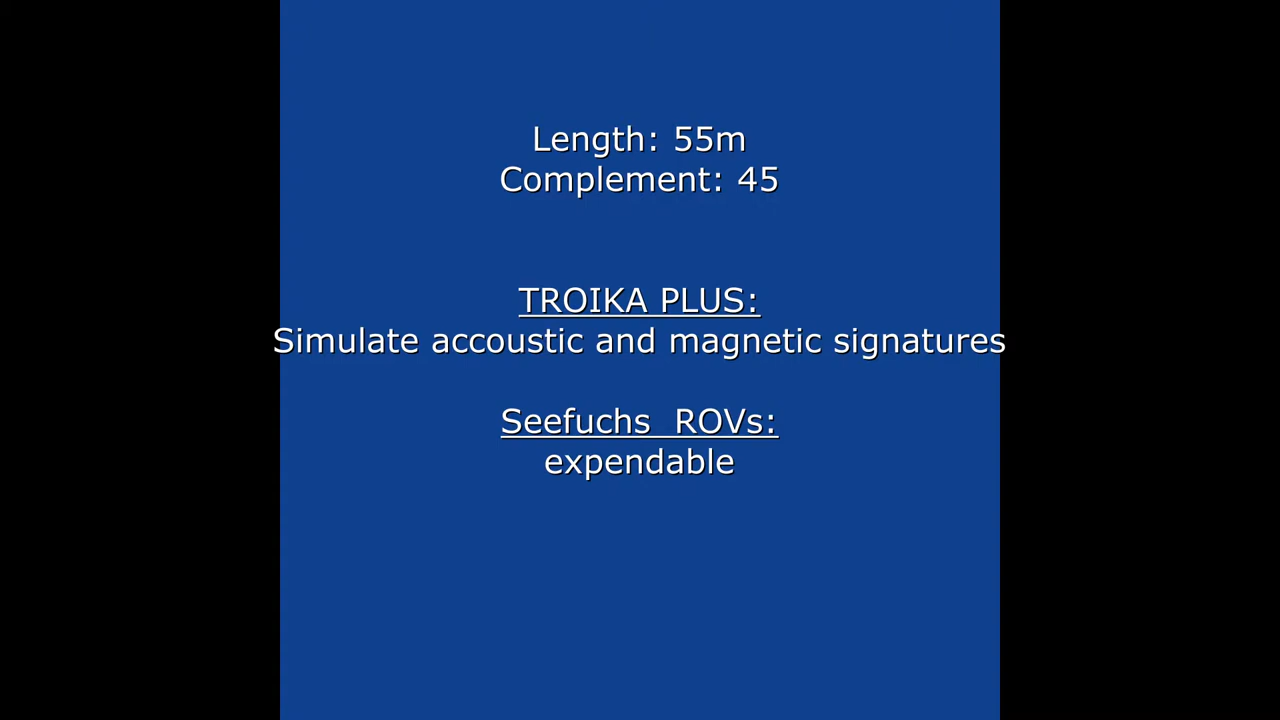 Length: 55m
Complement: 45
TROIKA PLUS:
Simulate accoustic and magnetic signatures
Seefuchs  ROVs:
expendable